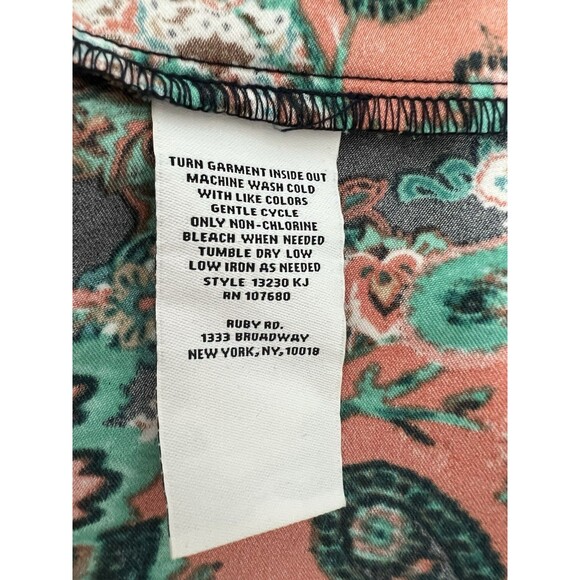 TURN GARMENT INSIDE OUT
MACHINE WASH COLD
WITH LIKE COLORS
GENTLE CYCLE
ONLY NON-CHLORINE
BLEACH WHEN NEEDED
TUMBLE DRY LOW
LOW IRON AS NEEDED
STYLE 13230 KJ
RN 107680
RUBY RD.
1333 BROADWAY
NEW YORK, NY, 10018